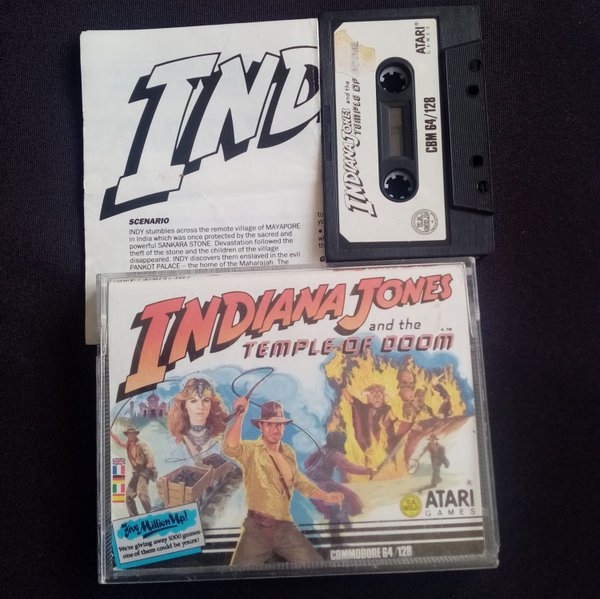 IND
SCENARIO
INDY stumbles across the remote village of MAYAPORE
in India which was once protected by the sacred and
powerful SANKARA STONE. Devastation followed the
theft of the stone and the children of the village
disappeared. INDY discovers them enslaved in the evil
PANKOT PALACE – the home of the Maharajah. The
INDIANA JONES
and the
TEMPLE OF DOOM
CBM 64/128
ATARI®
GAMES
INDIANA JONES
and the
TEMPLE OF DOOM™
ATARI®
GAMES
Five Million Up!
We're giving away 5000 games
one of them could be yours!
COMMODORE 64/128